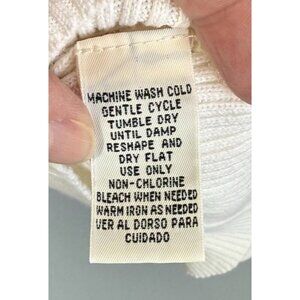 MACHINE WASH COLD
GENTLE CYCLE
TUMBLE DRY
UNTIL DAMP
RESHAPE AND
DRY FLAT
USE ONLY
NON-CHLORINE
BLEACH WHEN NEEDED
WARM IRON AS NEEDED
VER AL DORSO PARA
CUIDADO